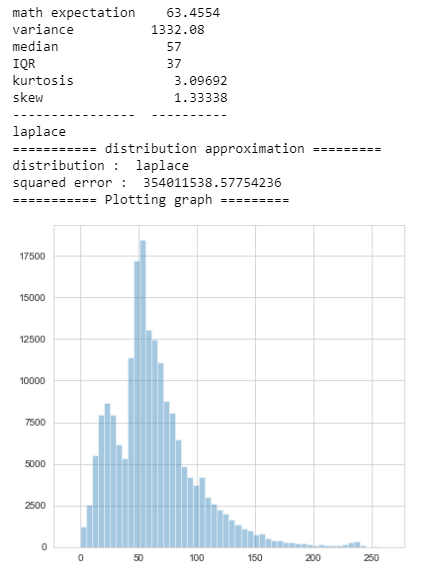 math expectation 63.4554
variance 1332.08
median 57
IQR 37
kurtosis 3.09692
skew 1.33338
---------------- ----------
laplace
=========== distribution approximation =========
distribution : laplace
squared error : 354011538.57754236
=========== Plotting graph =========
17500
15000
12500
10000
7500
5000
2500
0
0 50 100 150 200 250